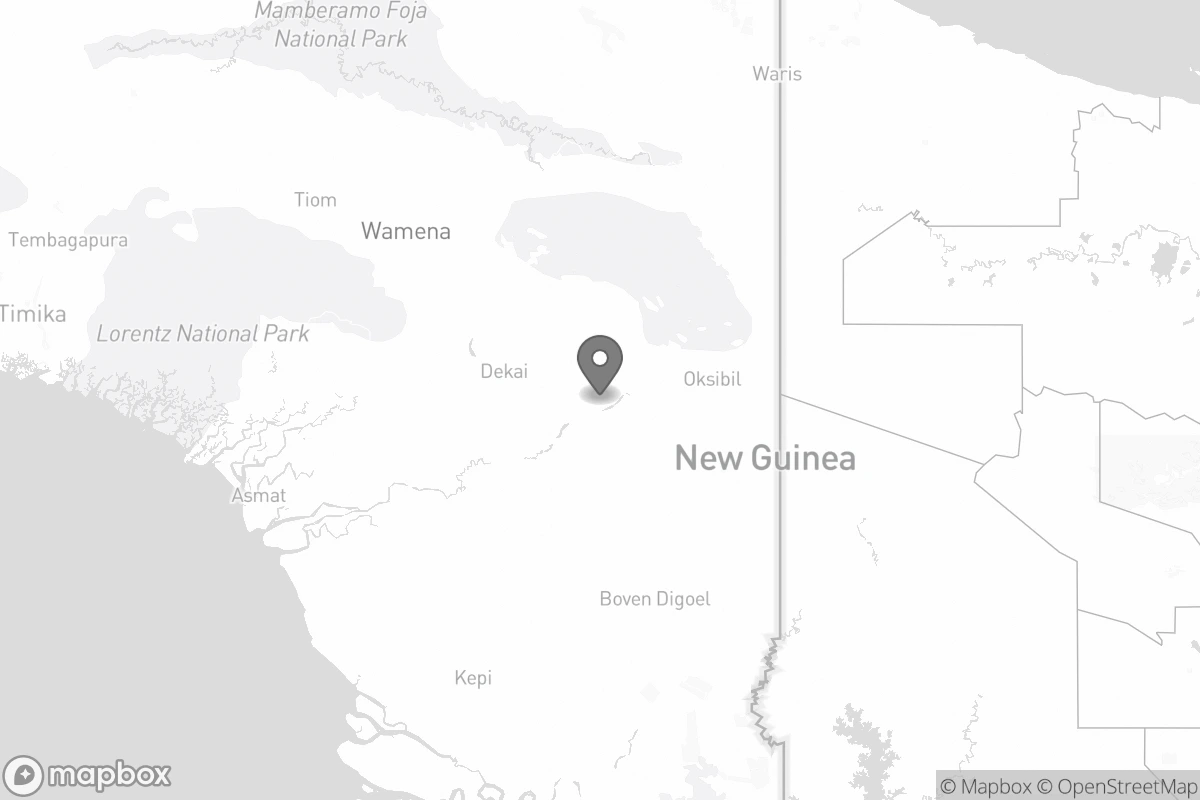 Mamberamo Foja
National Park
Waris
Tiom
Wamena
Tembagapura
Timika
Lorentz National Park
Dekai
Oksibil
New Guinea
Asmat
Boven Digoel
Kepi
mapbox
© Mapbox © OpenStreetMap